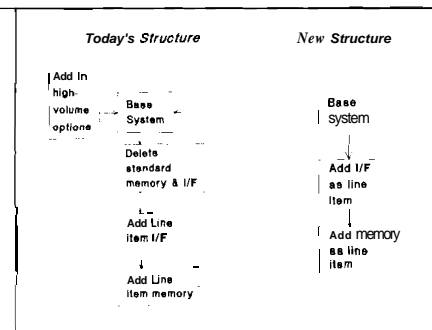 Today's Structure
New Structure
Add In
high-
volume
options
Base
System
Delete
standard
memory & I/F
Add Line
item I/F
Add Line
item memory
Base
system
Add I/F
as line
Item
Add memory
as line
item